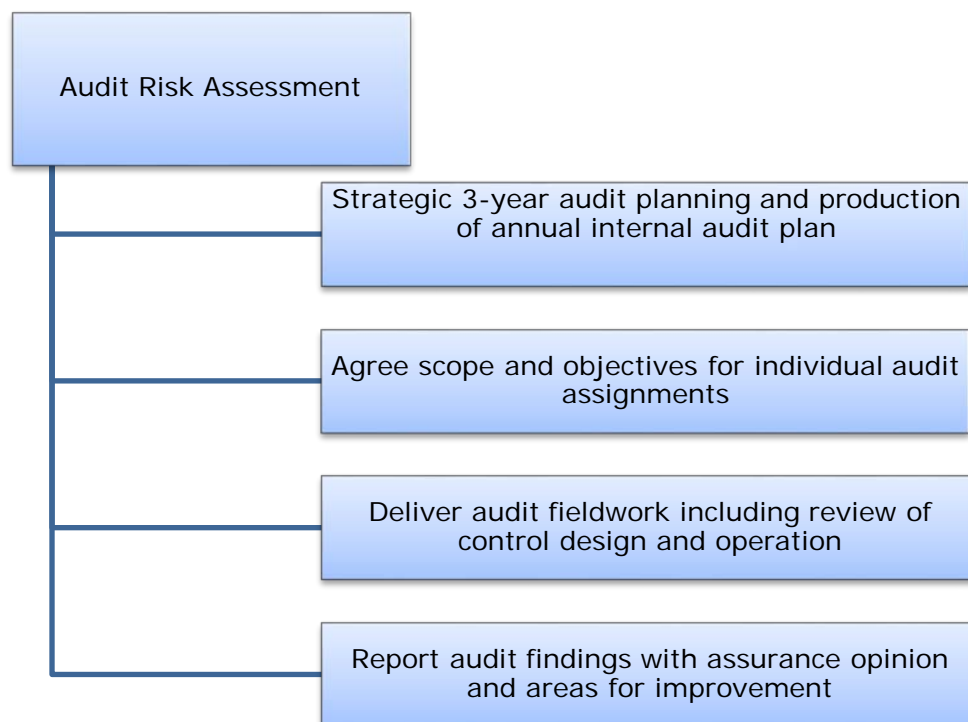 Audit Risk Assessment
Strategic 3-year audit planning and production
of annual internal audit plan
Agree scope and objectives for individual audit
assignments
Deliver audit fieldwork including review of
control design and operation
Report audit findings with assurance opinion
and areas for improvement